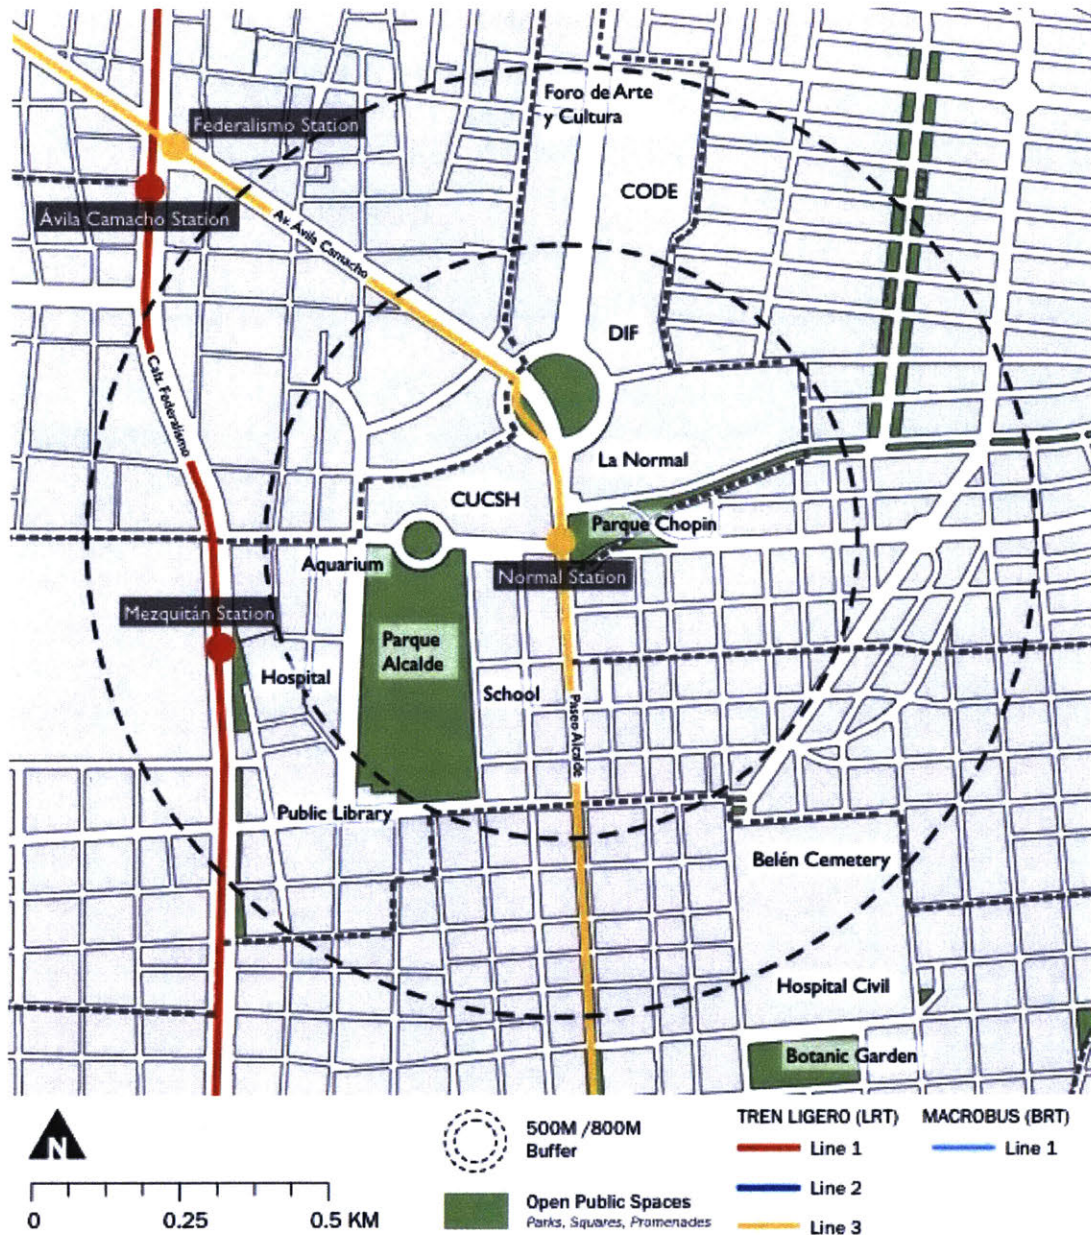 Foro de Arte
y Cultura
Federalismo Station
CODE
Ávila Camacho Station
Av. Ávila Camacho
DIF
Calz. Federalismo
La Normal
CUCSH
Parque Chopin
Aquarium
Normal Station
Mezquitán Station
Parque
Alcalde
Hospital
School
Paseo Alcalde
Public Library
Belén Cemetery
Hospital Civil
Botanic Garden
N
0 0.25 0.5 KM
500M /800M
Buffer
Open Public Spaces
Parks, Squares, Promenades
TREN LIGERO (LRT)
Line 1
Line 2
Line 3
MACROBUS (BRT)
Line 1